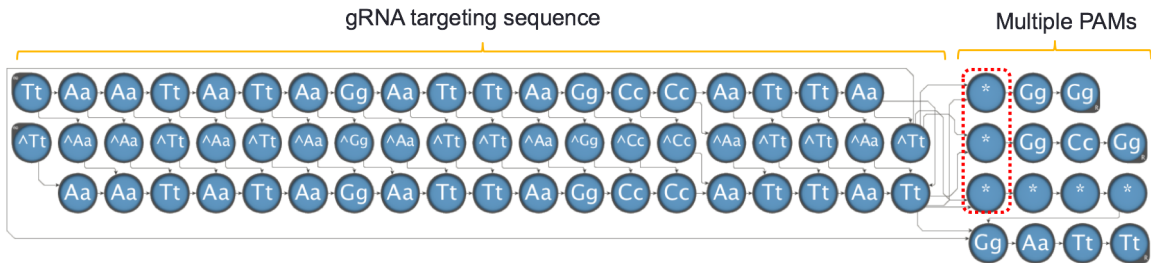 gRNA targeting sequence Multiple PAMs
Tt Aa Aa Tt Aa Tt Aa Gg Aa Tt Tt Aa Gg Cc Cc Aa Tt Tt Aa * Gg Gg
^Tt ^Aa ^Aa ^Tt ^Aa ^Tt ^Aa ^Gg ^Aa ^Tt ^Tt ^Aa ^Gg ^Cc ^Cc ^Aa ^Tt ^Tt ^Aa ^Tt * Gg Cc Gg
Aa Aa Tt Aa Tt Aa Gg Aa Tt Tt Aa Gg Cc Cc Aa Tt Tt Aa Tt * * * *
Gg Aa Tt Tt